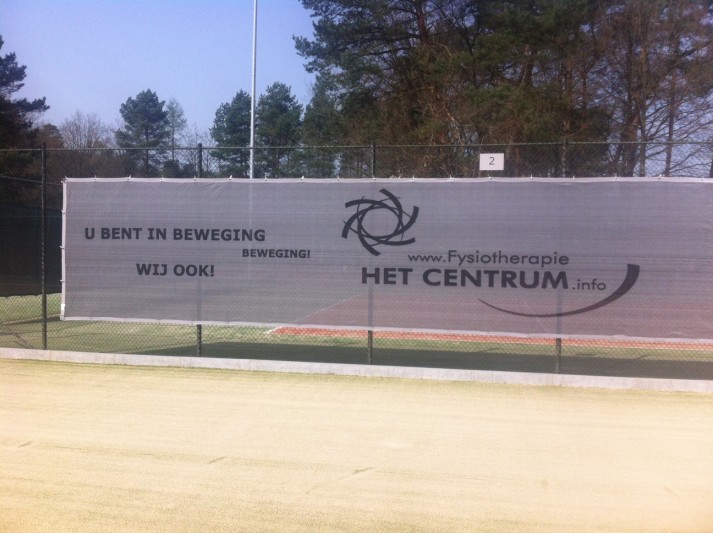 2
U BENT IN BEWEGING
BEWEGING!
WIJ OOK!
www.Fysiotherapie
HET CENTRUM.info